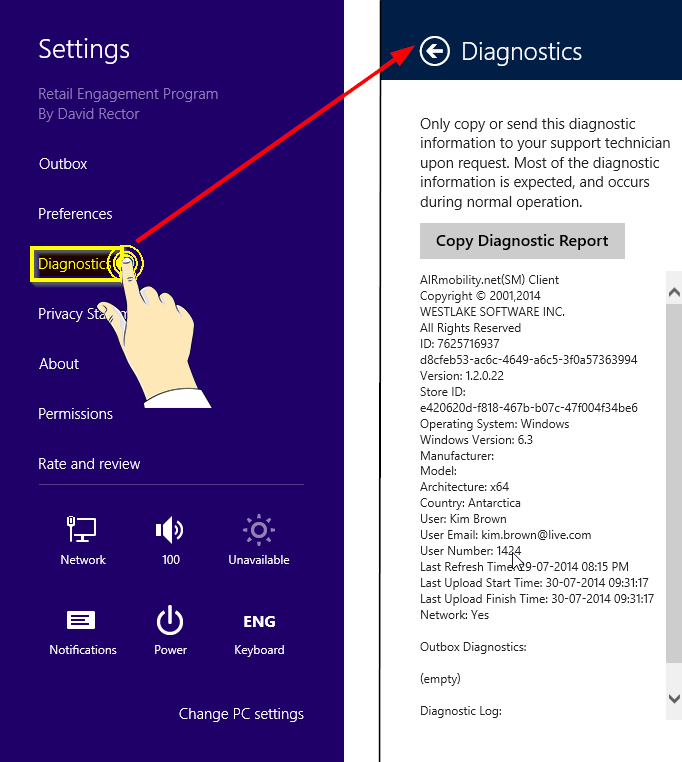 Settings
Retail Engagement Program
By David Rector
Outbox
Preferences
Diagnostics
Privacy
About
Permissions
Rate and review
Network
100
Unavailable
Notifications
Power
ENG
Keyboard
Change PC settings
Diagnostics
Only copy or send this diagnostic
information to your support technician
upon request. Most of the diagnostic
information is expected, and occurs
during normal operation.
Copy Diagnostic Report
AIRmobility.net(SM) Client
Copyright © 2001,2014
WESTLAKE SOFTWARE INC.
All Rights Reserved
ID: 7625716937
d8cfeb53-ac6c-4649-a6c5-3f0a57363994
Version: 1.2.0.22
Store ID:
e420620d-f818-467b-b07c-47f004f34be6
Operating System: Windows
Windows Version: 6.3
Manufacturer:
Model:
Architecture: x64
Country: Antarctica
User: Kim Brown
User Email: kim.brown@live.com
User Number: 1424
Last Refresh Time: 29-07-2014 08:15 PM
Last Upload Start Time: 30-07-2014 09:31:17
Last Upload Finish Time: 30-07-2014 09:31:17
Network: Yes
Outbox Diagnostics:
(empty)
Diagnostic Log: